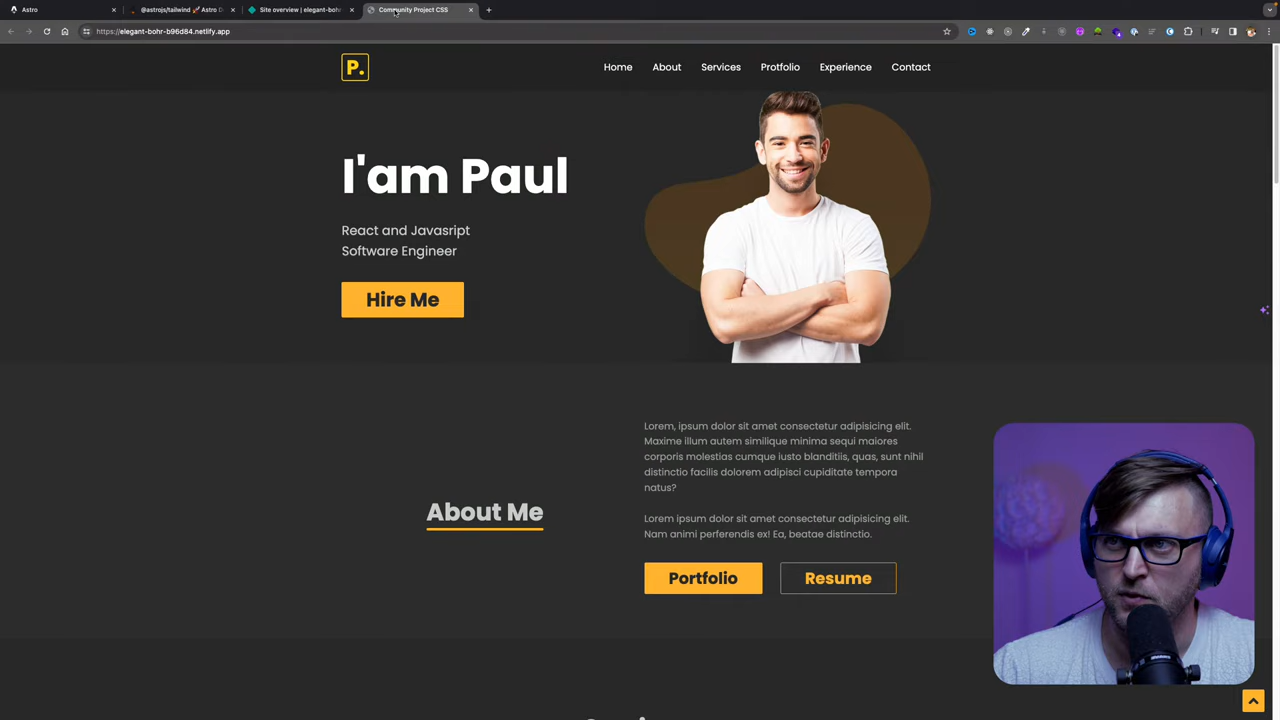 Astro
@astrojs/tailwind 🚀 Astro D
Site overview | elegant-bohr
Community Project CSS
https://elegant-bohr-b96d84.netlify.app
P.
Home
About
Services
Protfolio
Experience
Contact
I'am Paul
React and Javasript
Software Engineer
Hire Me
About Me
Lorem, ipsum dolor sit amet consectetur adipisicing elit.
Maxime illum autem similique minima sequi maiores
corporis molestias cumque iusto blanditiis, quas, sunt nihil
distinctio facilis dolorem adipisci cupiditate tempora
natus?
Lorem ipsum dolor sit amet consectetur adipisicing elit.
Nam animi perferendis ex! Ea, beatae distinctio.
Portfolio
Resume